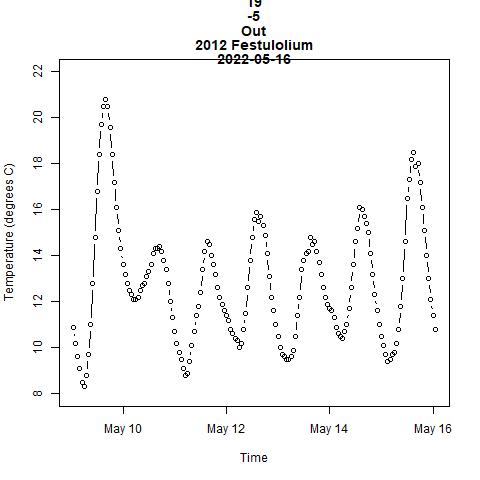 19
-5
Out
2012 Festulolium
2022-05-16
22
20
18
16
14
12
10
8
Temperature (degrees C)
May 10
May 12
May 14
May 16
Time